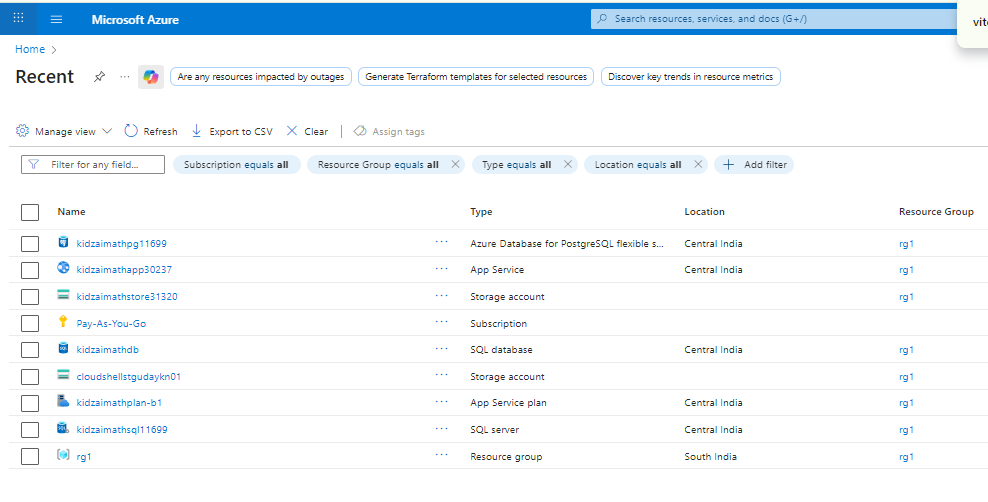 Microsoft Azure
Search resources, services, and docs (G+/)
Home
Recent
Are any resources impacted by outages
Generate Terraform templates for selected resources
Discover key trends in resource metrics
Manage view Refresh Export to CSV Clear Assign tags
Filter for any field... Subscription equals all Resource Group equals all Type equals all Location equals all Add filter
Name Type Location Resource Group
kidzaimathpg11699 ... Azure Database for PostgreSQL flexible s... Central India rg1
kidzaimathapp30237 ... App Service Central India rg1
kidzaimathstore31320 ... Storage account rg1
Pay-As-You-Go ... Subscription
kidzaimathdb ... SQL database Central India rg1
cloudshellstgudaykn01 ... Storage account rg1
kidzaimathplan-b1 ... App Service plan Central India rg1
kidzaimathsql11699 ... SQL server Central India rg1
rg1 ... Resource group South India rg1